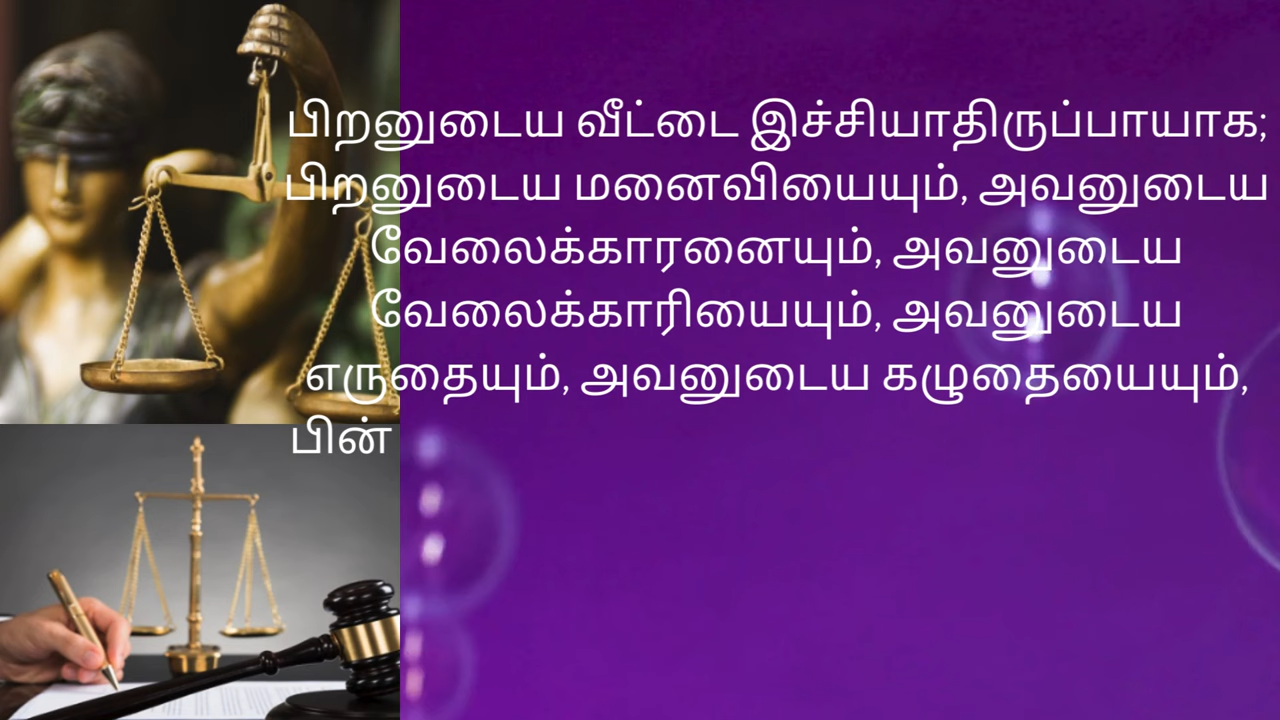 பிறனுடைய வீட்டை இச்சியாதிருப்பாயாக;
பிறனுடைய மனைவியையும், அவனுடைய
வேலைக்காரனையும், அவனுடைய
வேலைக்காரியையும், அவனுடைய
எருதையும், அவனுடைய கழுதையையும்,
பின்